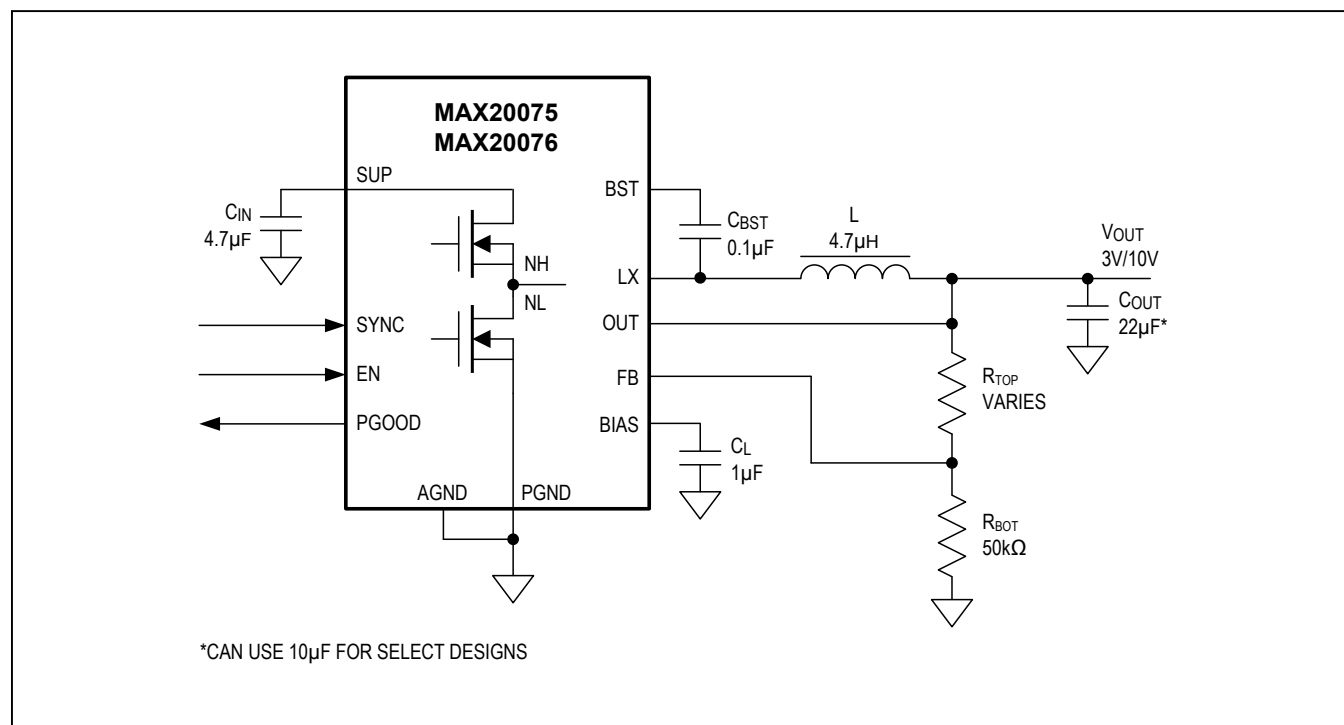 MAX20075
MAX20076
SUP
BST
CIN
4.7µF
CBST
0.1µF
L
4.7µH
VOUT
3V/10V
NH
NL
LX
COUT
22µF*
SYNC
OUT
EN
FB
RTOP
VARIES
PGOOD
BIAS
CL
1µF
AGND
PGND
RBOT
50kΩ
*CAN USE 10µF FOR SELECT DESIGNS